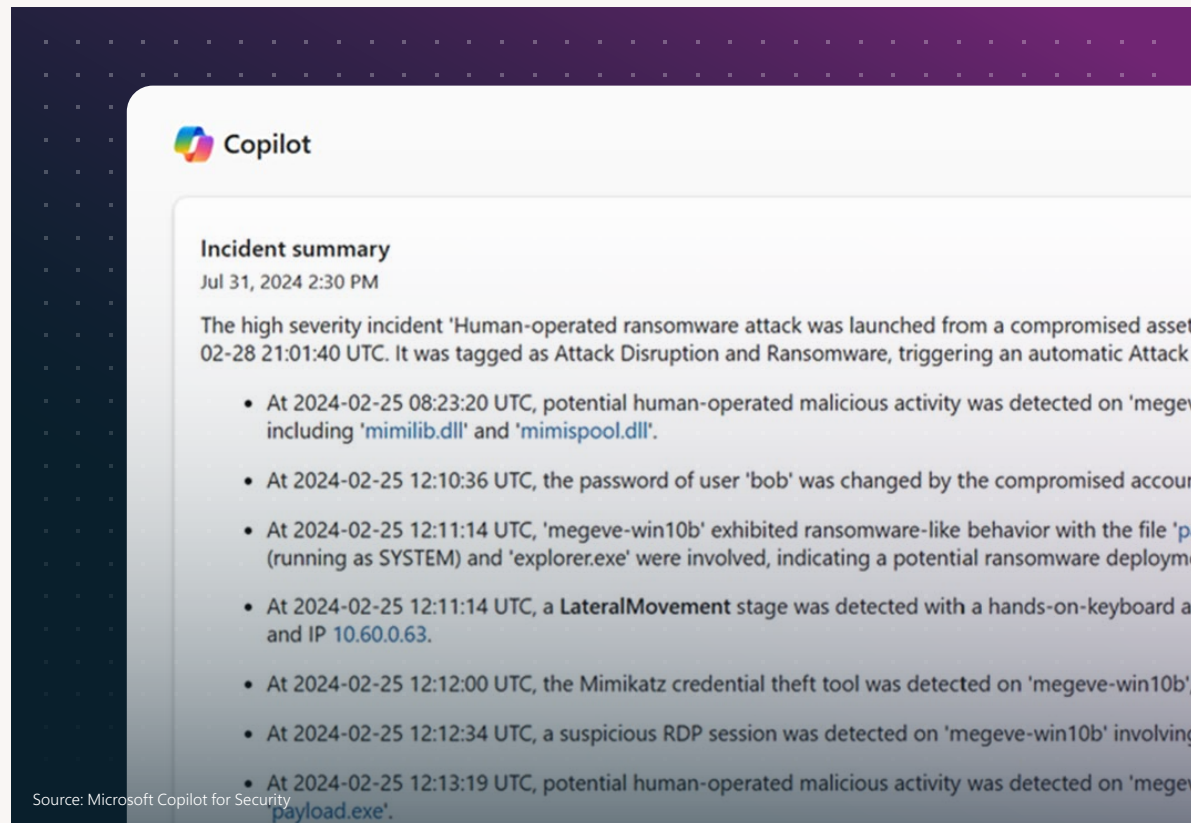 Copilot
Incident summary
Jul 31, 2024 2:30 PM
The high severity incident 'Human-operated ransomware attack was launched from a compromised asset
02-28 21:01:40 UTC. It was tagged as Attack Disruption and Ransomware, triggering an automatic Attack
• At 2024-02-25 08:23:20 UTC, potential human-operated malicious activity was detected on 'megev
including 'mimilib.dll' and 'mimispool.dll'.
• At 2024-02-25 12:10:36 UTC, the password of user 'bob' was changed by the compromised accour
• At 2024-02-25 12:11:14 UTC, 'megeve-win10b' exhibited ransomware-like behavior with the file 'p
(running as SYSTEM) and 'explorer.exe' were involved, indicating a potential ransomware deployme
• At 2024-02-25 12:11:14 UTC, a LateralMovement stage was detected with a hands-on-keyboard a
and IP 10.60.0.63.
• At 2024-02-25 12:12:00 UTC, the Mimikatz credential theft tool was detected on 'megeve-win10b'
• At 2024-02-25 12:12:34 UTC, a suspicious RDP session was detected on 'megeve-win10b' involving
• At 2024-02-25 12:13:19 UTC, potential human-operated malicious activity was detected on 'megev
'payload.exe'.
Source: Microsoft Copilot for Security